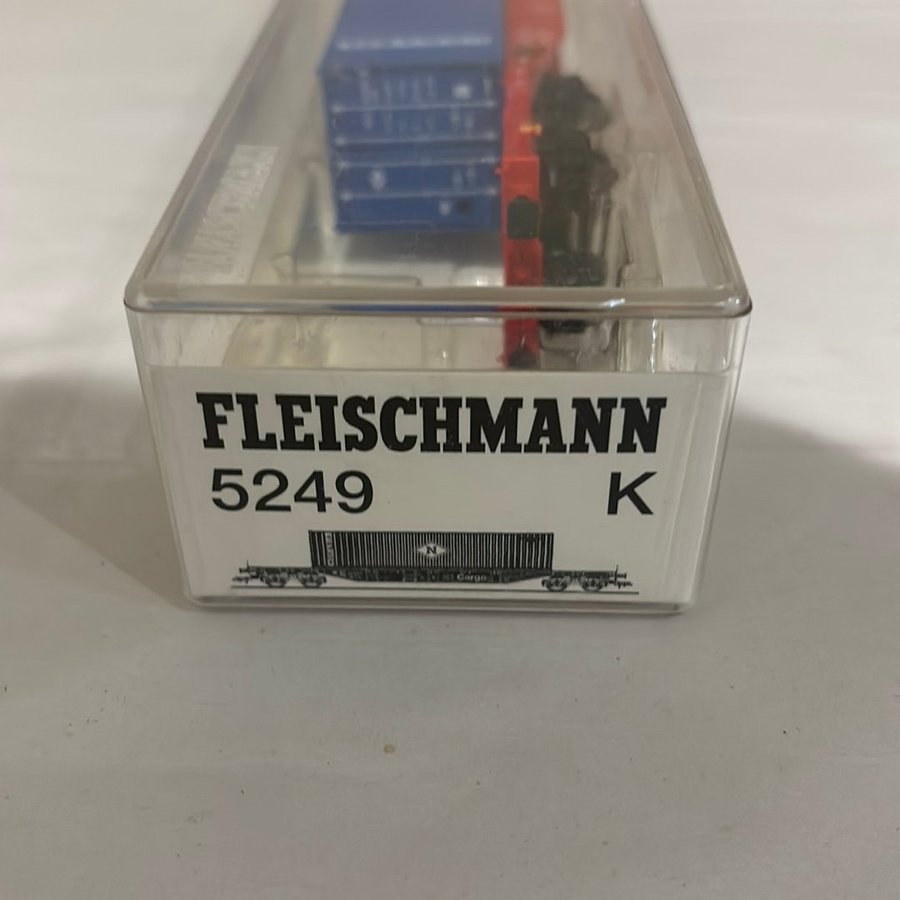 FLEISCHMANN
5249 K
N
Cargo